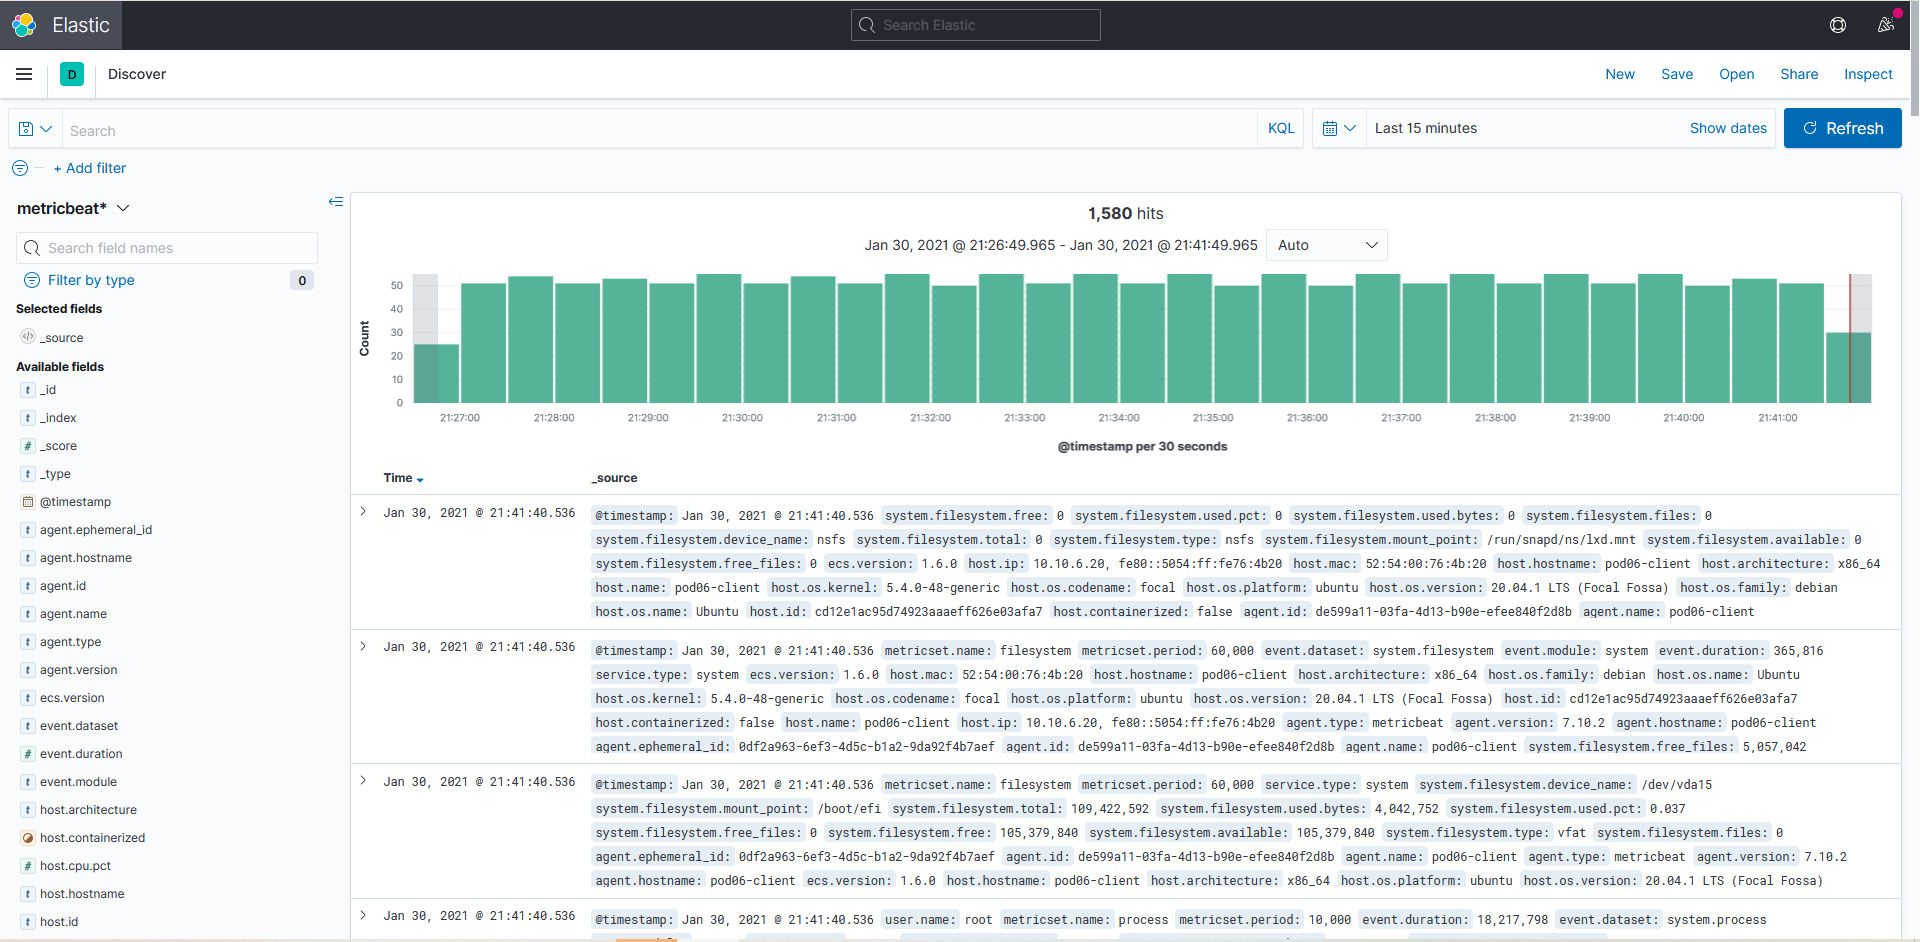 Elastic
Search Elastic
D
Discover
New Save Open Share Inspect
Search
KQL
Last 15 minutes
Show dates
Refresh
+ Add filter
metricbeat*
Search field names
Filter by type
0
Selected fields
_source
Available fields
t _id
t _index
# _score
t _type
@timestamp
t agent.ephemeral_id
t agent.hostname
t agent.id
t agent.name
t agent.type
t agent.version
t ecs.version
t event.dataset
# event.duration
t event.module
t host.architecture
host.containerized
# host.cpu.pct
t host.hostname
t host.id
1,580 hits
Jan 30, 2021 @ 21:26:49.965 - Jan 30, 2021 @ 21:41:49.965
Auto
Count
50
40
30
20
10
0
21:27:00 21:28:00 21:29:00 21:30:00 21:31:00 21:32:00 21:33:00 21:34:00 21:35:00 21:36:00 21:37:00 21:38:00 21:39:00 21:40:00 21:41:00
@timestamp per 30 seconds
Time _source
Jan 30, 2021 @ 21:41:40.536
@timestamp: Jan 30, 2021 @ 21:41:40.536 system.filesystem.free: 0 system.filesystem.used.pct: 0 system.filesystem.used.bytes: 0 system.filesystem.files: 0
system.filesystem.device_name: nsfs system.filesystem.total: 0 system.filesystem.type: nsfs system.filesystem.mount_point: /run/snapd/ns/lxd.mnt system.filesystem.available: 0
system.filesystem.free_files: 0 ecs.version: 1.6.0 host.ip: 10.10.6.20, fe80::5054:ff:fe76:4b20 host.mac: 52:54:00:76:4b:20 host.hostname: pod06-client host.architecture: x86_64
host.name: pod06-client host.os.kernel: 5.4.0-48-generic host.os.codename: focal host.os.platform: ubuntu host.os.version: 20.04.1 LTS (Focal Fossa) host.os.family: debian
host.os.name: Ubuntu host.id: cd12e1ac95d74923aaaeff626e03afa7 host.containerized: false agent.id: de599a11-03fa-4d13-b90e-efee840f2d8b agent.name: pod06-client
Jan 30, 2021 @ 21:41:40.536
@timestamp: Jan 30, 2021 @ 21:41:40.536 metricset.name: filesystem metricset.period: 60,000 event.dataset: system.filesystem event.module: system event.duration: 365,816
service.type: system ecs.version: 1.6.0 host.mac: 52:54:00:76:4b:20 host.hostname: pod06-client host.architecture: x86_64 host.os.family: debian host.os.name: Ubuntu
host.os.kernel: 5.4.0-48-generic host.os.codename: focal host.os.platform: ubuntu host.os.version: 20.04.1 LTS (Focal Fossa) host.id: cd12e1ac95d74923aaaeff626e03afa7
host.containerized: false host.name: pod06-client host.ip: 10.10.6.20, fe80::5054:ff:fe76:4b20 agent.type: metricbeat agent.version: 7.10.2 agent.hostname: pod06-client
agent.ephemeral_id: 0df2a963-6ef3-4d5c-b1a2-9da92f4b7aef agent.id: de599a11-03fa-4d13-b90e-efee840f2d8b agent.name: pod06-client system.filesystem.free_files: 5,057,042
Jan 30, 2021 @ 21:41:40.536
@timestamp: Jan 30, 2021 @ 21:41:40.536 metricset.name: filesystem metricset.period: 60,000 service.type: system system.filesystem.device_name: /dev/vda15
system.filesystem.mount_point: /boot/efi system.filesystem.total: 109,422,592 system.filesystem.used.bytes: 4,042,752 system.filesystem.used.pct: 0.037
system.filesystem.free_files: 0 system.filesystem.free: 105,379,840 system.filesystem.available: 105,379,840 system.filesystem.type: vfat system.filesystem.files: 0
agent.ephemeral_id: 0df2a963-6ef3-4d5c-b1a2-9da92f4b7aef agent.id: de599a11-03fa-4d13-b90e-efee840f2d8b agent.name: pod06-client agent.type: metricbeat agent.version: 7.10.2
agent.hostname: pod06-client ecs.version: 1.6.0 host.hostname: pod06-client host.architecture: x86_64 host.os.platform: ubuntu host.os.version: 20.04.1 LTS (Focal Fossa)
Jan 30, 2021 @ 21:41:40.536
@timestamp: Jan 30, 2021 @ 21:41:40.536 user.name: root metricset.name: process metricset.period: 10,000 event.duration: 18,217,798 event.dataset: system.process